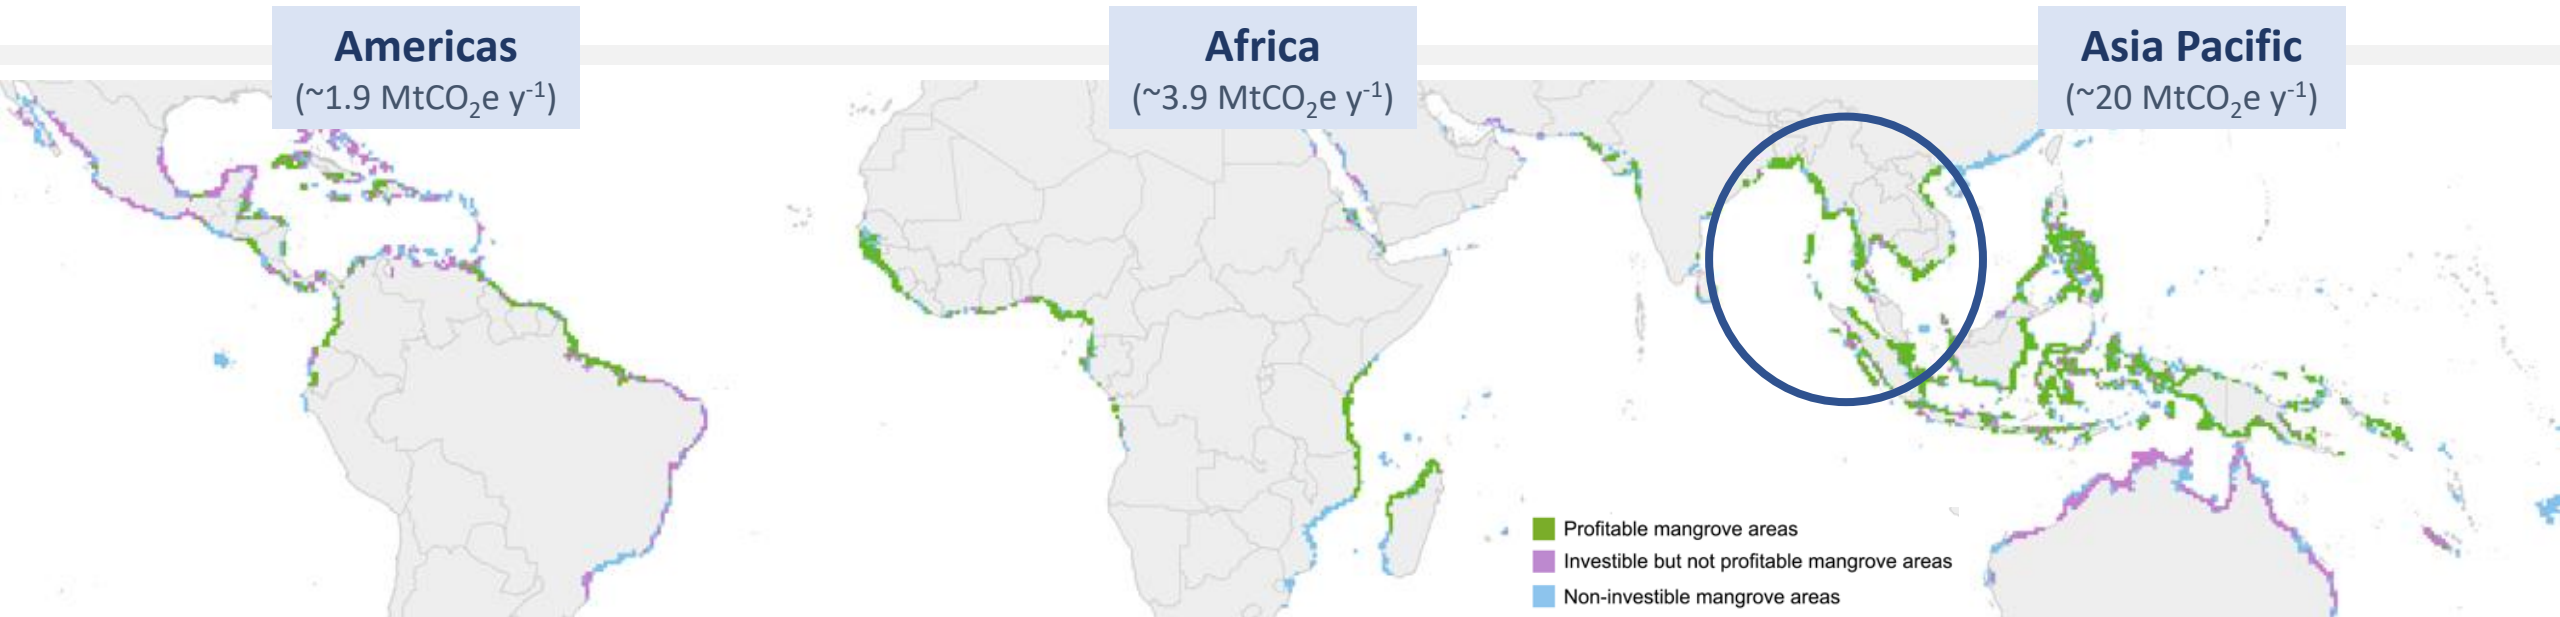 Americas
(~1.9 MtCO₂e y⁻¹)
Africa
(~3.9 MtCO₂e y⁻¹)
Asia Pacific
(~20 MtCO₂e y⁻¹)
Profitable mangrove areas
Investible but not profitable mangrove areas
Non-investible mangrove areas